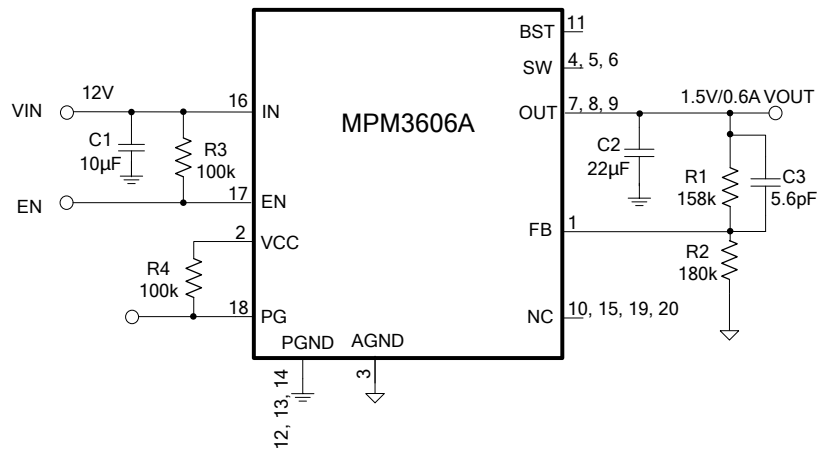 BST
11
SW
4, 5, 6
VIN
12V
16
IN
MPM3606A
OUT
7, 8, 9
1.5V/0.6A VOUT
C1
10µF
R3
100k
C2
22µF
R1
158k
C3
5.6pF
EN
17
EN
2
VCC
FB
1
R4
100k
R2
180k
18
PG
NC
10, 15, 19, 20
PGND
AGND
12, 13, 14
3